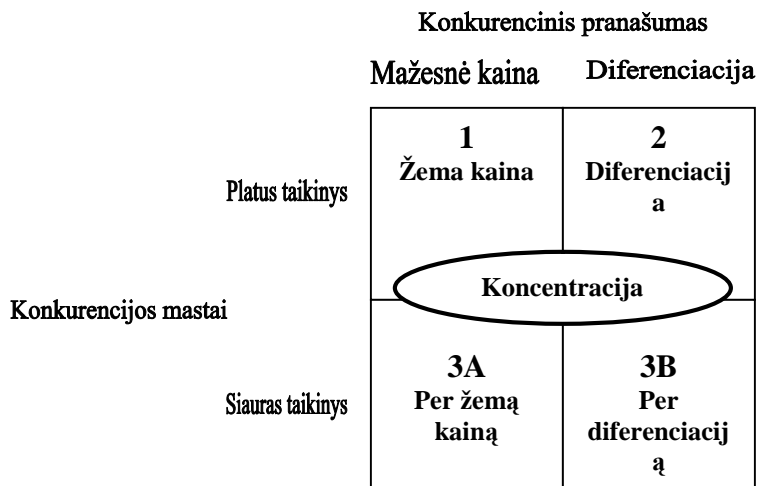 Konkurencinis pranašumas
Mažesnė kaina
Diferenciacija
1
Žema kaina
2
Diferenciacij
a
Platus taikinys
Koncentracija
Konkurencijos mastai
3A
Per žemą
kainą
3B
Per
diferenciacij
ą
Siauras taikinys